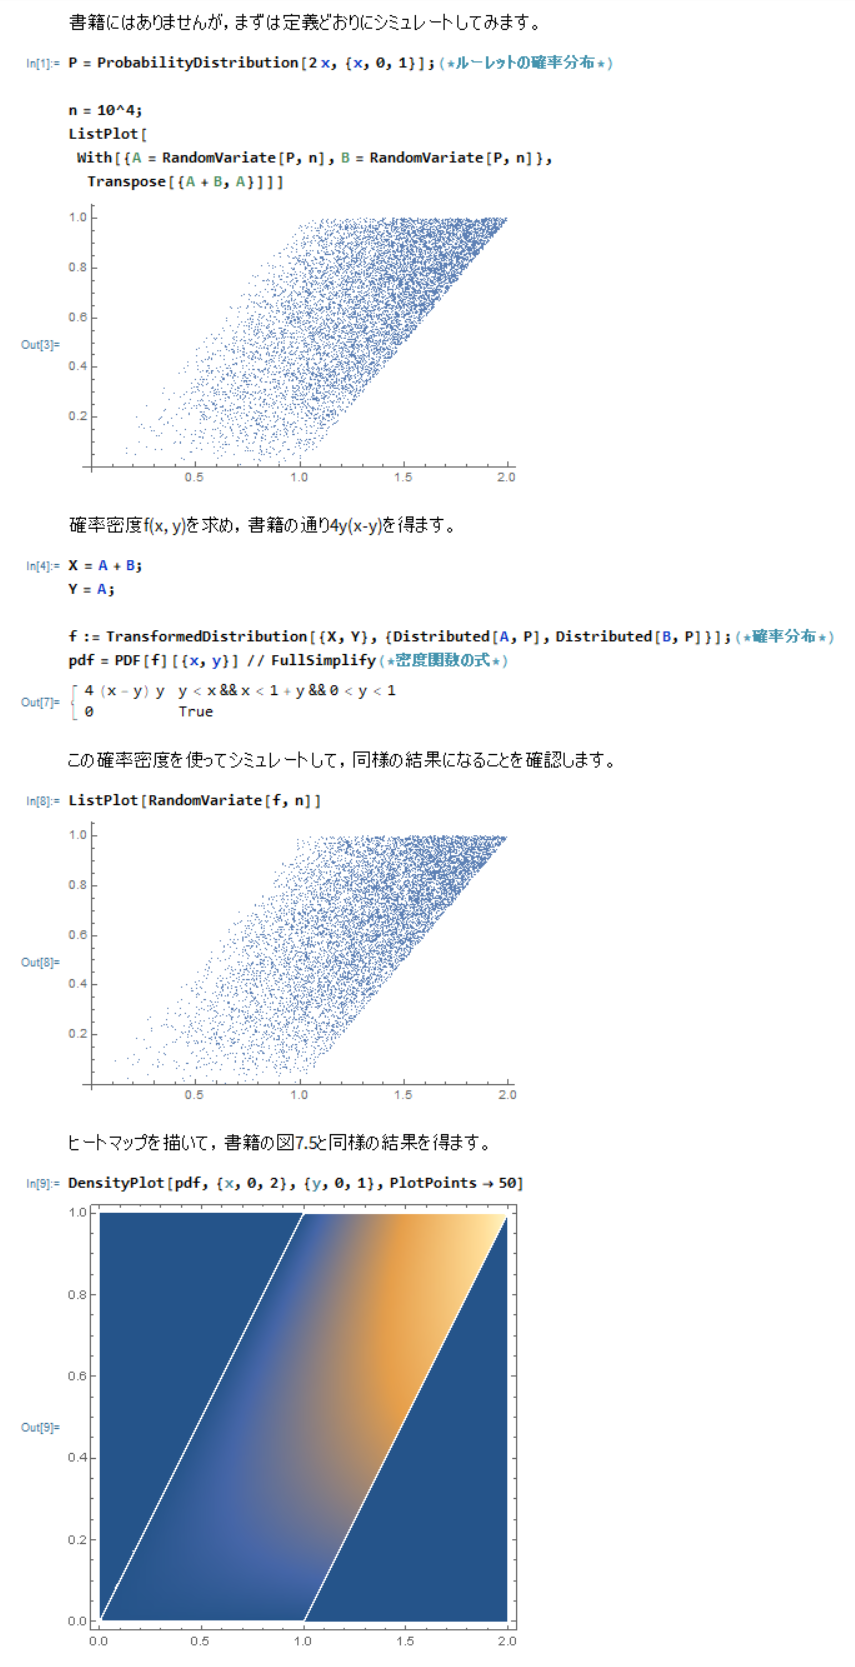 書籍にはありませんが，まずは定義どおりにシミュレートしてみます。
In[1]:= P = ProbabilityDistribution[2 x, {x, 0, 1}]; (*ルーレットの確率分布*)
n = 10^4;
ListPlot[
With[{A = RandomVariate[P, n], B = RandomVariate[P, n]},
Transpose[{A + B, A}]]]
1.0
0.8
0.6
Out[3]=
0.4
0.2
0.5 1.0 1.5 2.0
確率密度f(x, y)を求め，書籍の通り4y(x-y)を得ます。
In[4]:= X = A + B;
Y = A;
f := TransformedDistribution[{X, Y}, {Distributed[A, P], Distributed[B, P]}]; (*確率分布*)
pdf = PDF[f][{x, y}] // FullSimplify (*密度関数の式*)
Out[7]= { 4 (x - y) y y < x && x < 1 + y && 0 < y < 1
0 True
この確率密度を使ってシミュレートして，同様の結果になることを確認します。
In[8]:= ListPlot[RandomVariate[f, n]]
1.0
0.8
0.6
Out[8]=
0.4
0.2
0.5 1.0 1.5 2.0
ヒートマップを描いて，書籍の図7.5と同様の結果を得ます。
In[9]:= DensityPlot[pdf, {x, 0, 2}, {y, 0, 1}, PlotPoints → 50]
1.0
0.8
0.6
Out[9]=
0.4
0.2
0.0
0.0 0.5 1.0 1.5 2.0